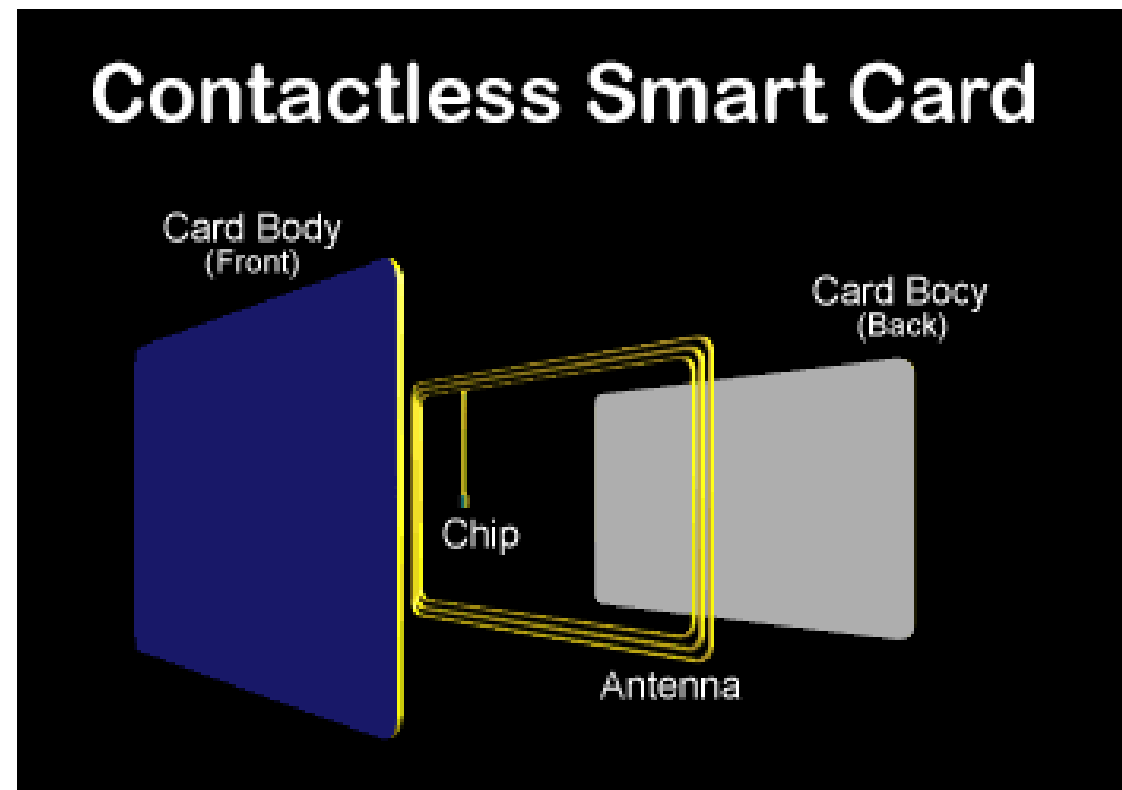 Contactless Smart Card
Card Body
(Front)
Card Bocy
(Back)
Chip
Antenna